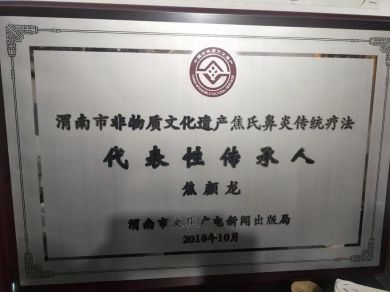 渭南市非物质文化遗产焦氏鼻炎传统疗法
代表性传承人
焦颜龙
渭南市文化广电新闻出版局
2018年10月